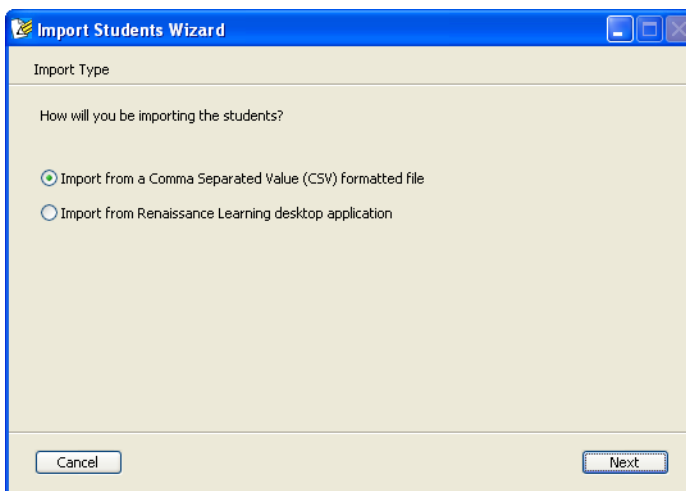 Import Students Wizard
Import Type
How will you be importing the students?
Import from a Comma Separated Value (CSV) formatted file
Import from Renaissance Learning desktop application
Cancel
Next